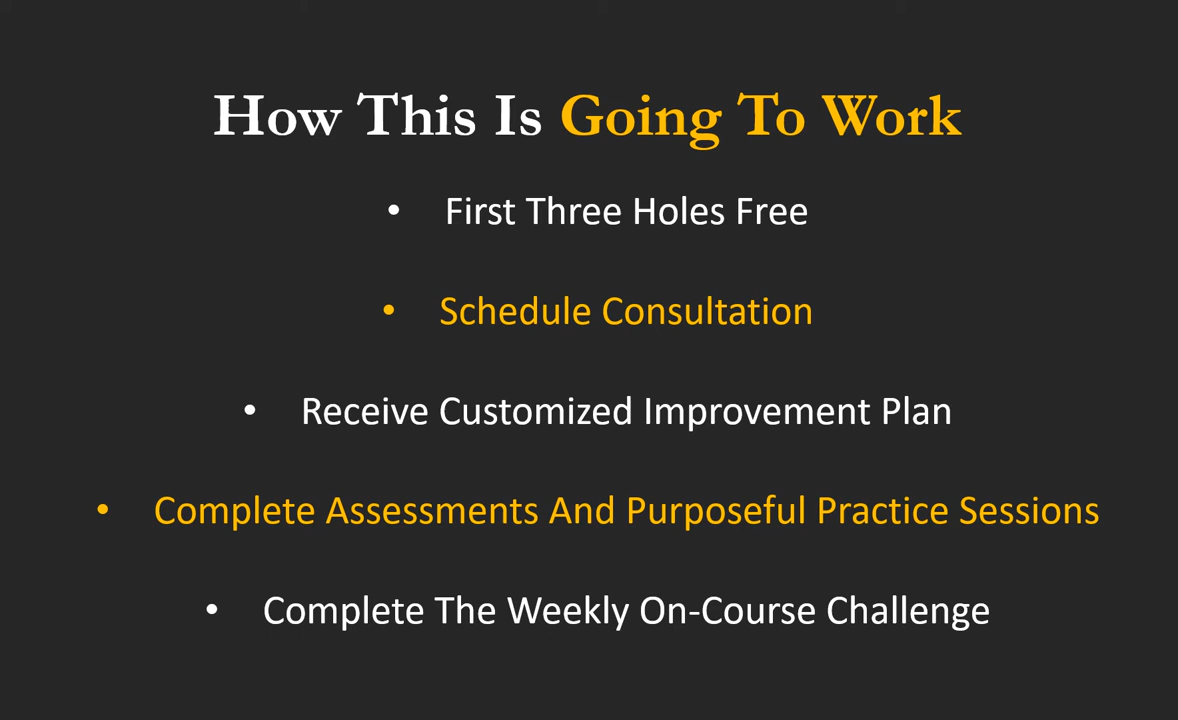 How This Is Going To Work
• First Three Holes Free
• Schedule Consultation
• Receive Customized Improvement Plan
• Complete Assessments And Purposeful Practice Sessions
• Complete The Weekly On-Course Challenge